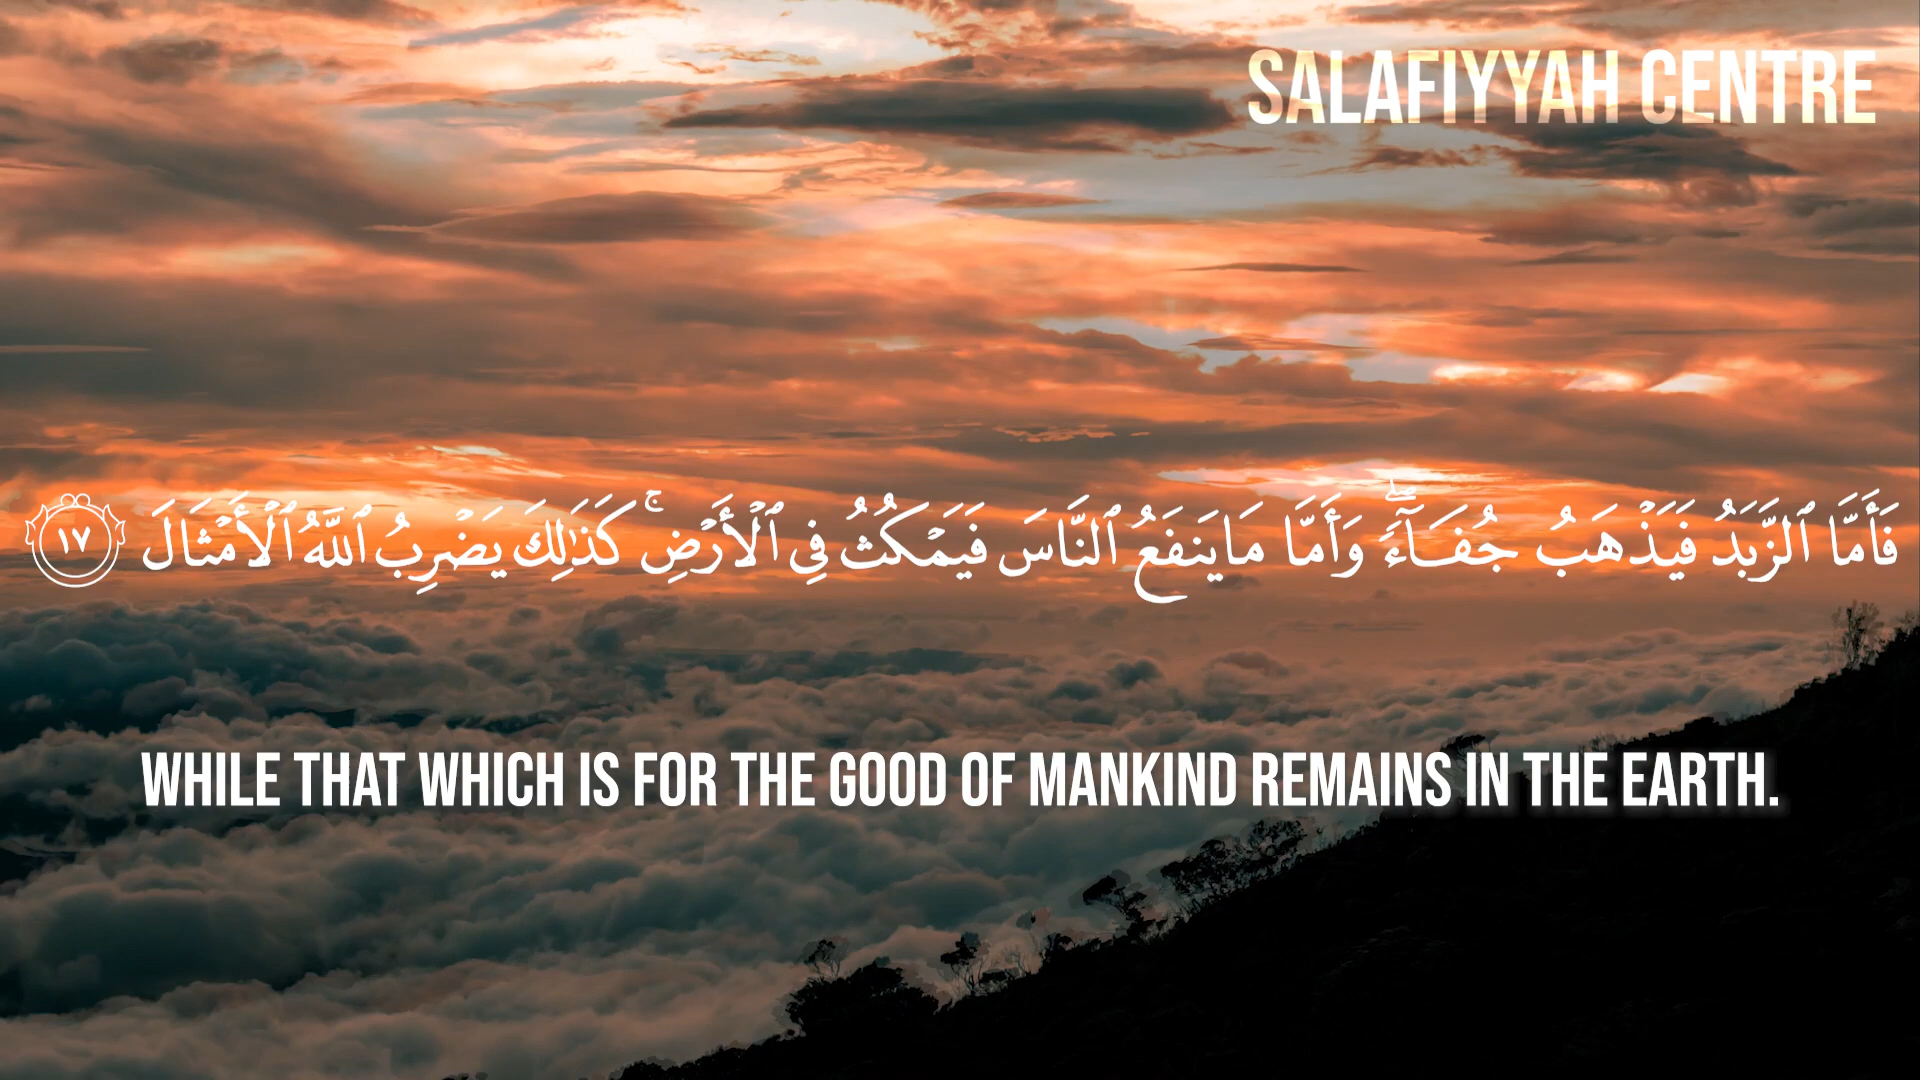 SALAFIYYAH CENTRE
فَأَمَّا ٱلزَّبَدُ فَيَذْهَبُ جُفَآءًۖ وَأَمَّا مَا يَنفَعُ ٱلنَّاسَ فَيَمْكُثُ فِى ٱلْأَرْضِۚ كَذَٰلِكَ يَضْرِبُ ٱللَّهُ ٱلْأَمْثَالَ ١٧
WHILE THAT WHICH IS FOR THE GOOD OF MANKIND REMAINS IN THE EARTH.